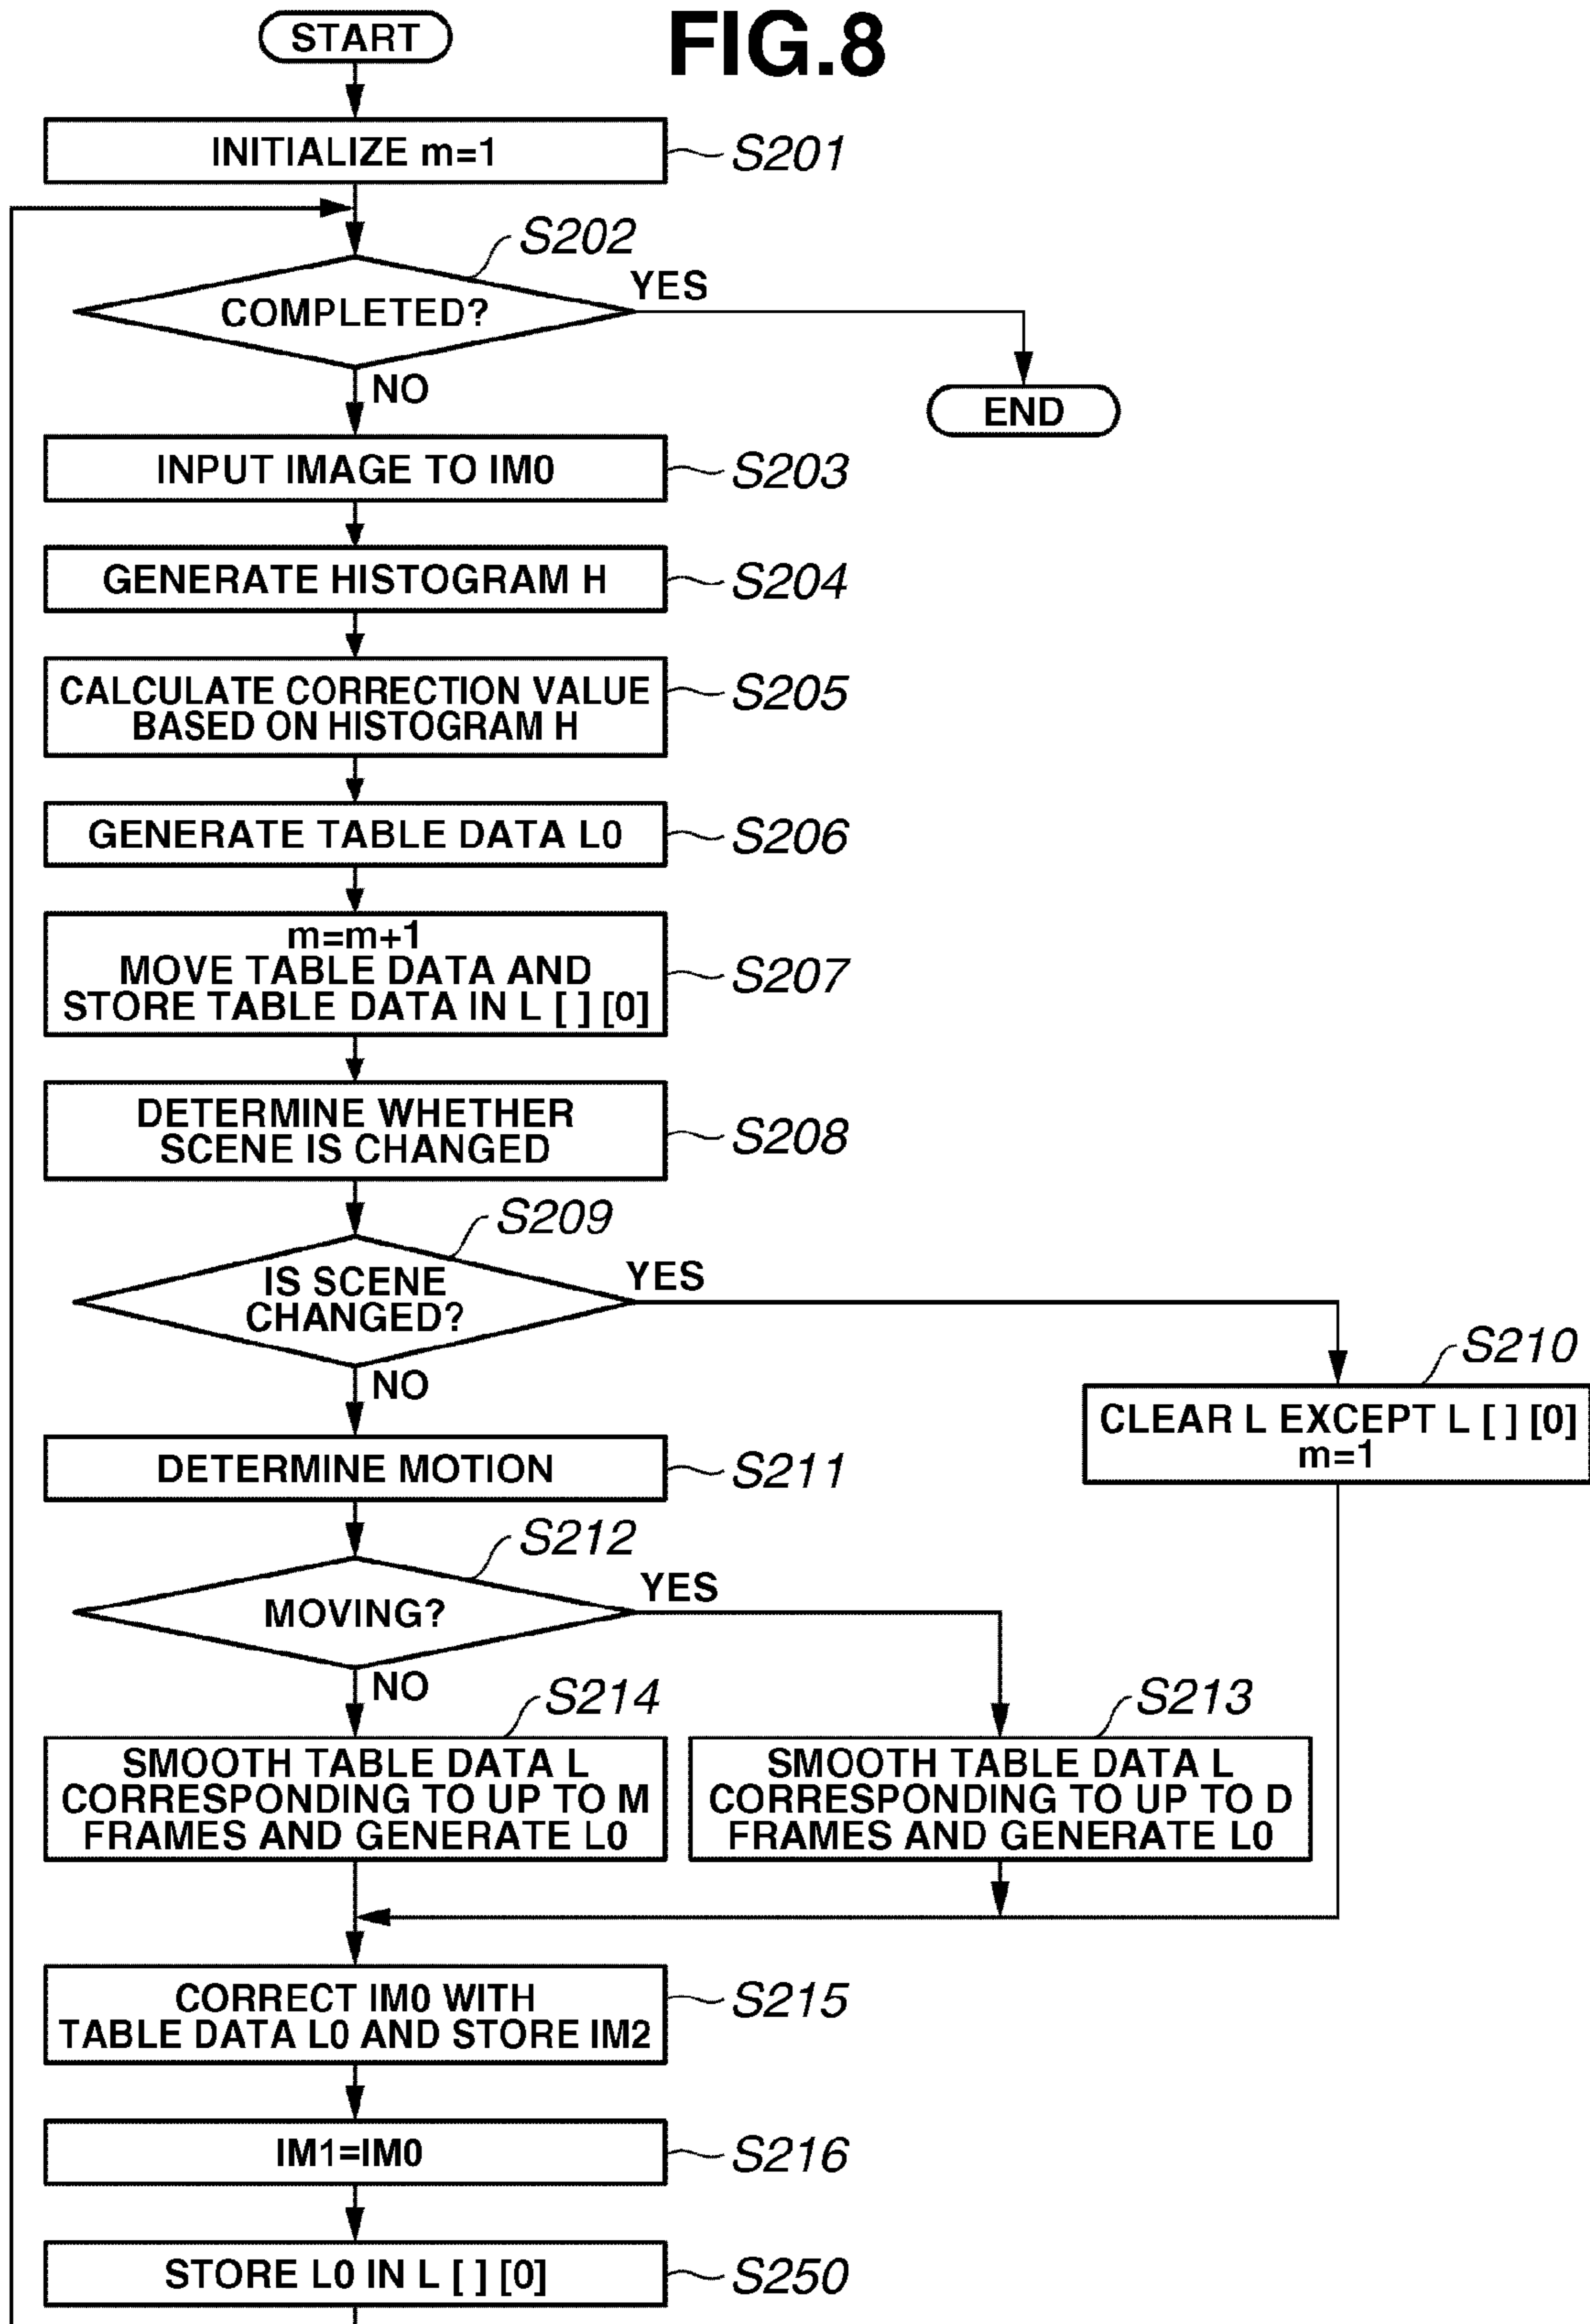 FIG.8
START
INITIALIZE m=1
S201
S202
COMPLETED?
YES
NO
END
INPUT IMAGE TO IM0
S203
GENERATE HISTOGRAM H
S204
CALCULATE CORRECTION VALUE
BASED ON HISTOGRAM H
S205
GENERATE TABLE DATA L0
S206
m=m+1
MOVE TABLE DATA AND
STORE TABLE DATA IN L [ ] [0]
S207
DETERMINE WHETHER
SCENE IS CHANGED
S208
S209
IS SCENE
CHANGED?
YES
NO
S210
CLEAR L EXCEPT L [ ] [0]
m=1
DETERMINE MOTION
S211
S212
MOVING?
YES
NO
S214
SMOOTH TABLE DATA L
CORRESPONDING TO UP TO M
FRAMES AND GENERATE L0
S213
SMOOTH TABLE DATA L
CORRESPONDING TO UP TO D
FRAMES AND GENERATE L0
CORRECT IM0 WITH
TABLE DATA L0 AND STORE IM2
S215
IM1=IM0
S216
STORE L0 IN L [ ] [0]
S250